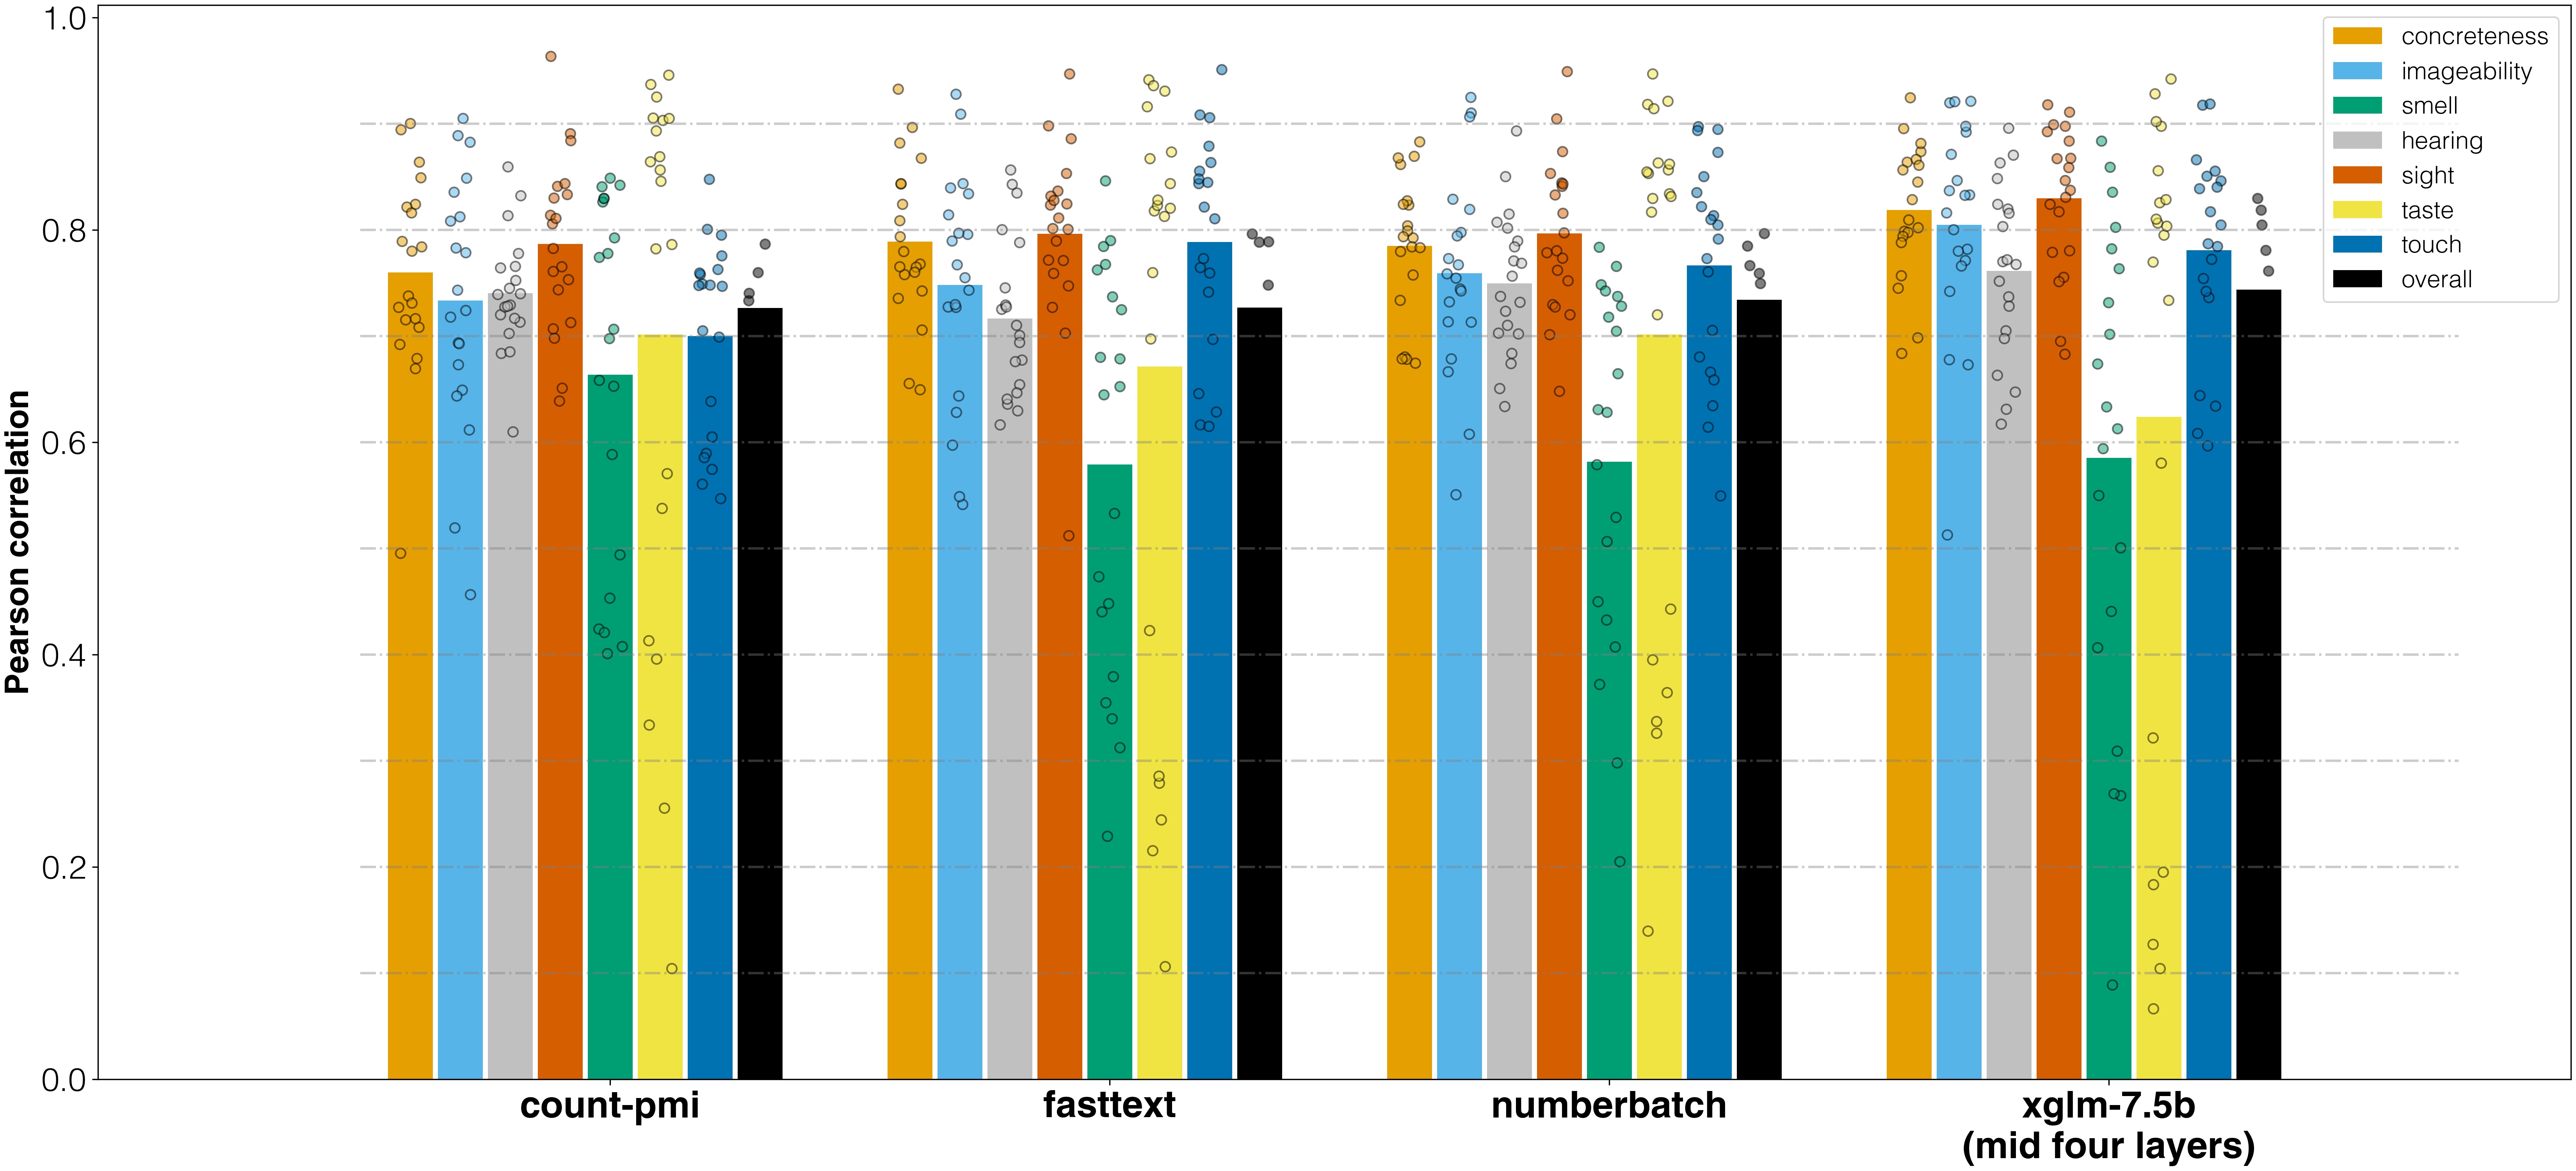 Pearson correlation
1.0
0.8
0.6
0.4
0.2
0.0
concreteness
imageability
smell
hearing
sight
taste
touch
overall
count-pmi
fasttext
numberbatch
xglm-7.5b
(mid four layers)